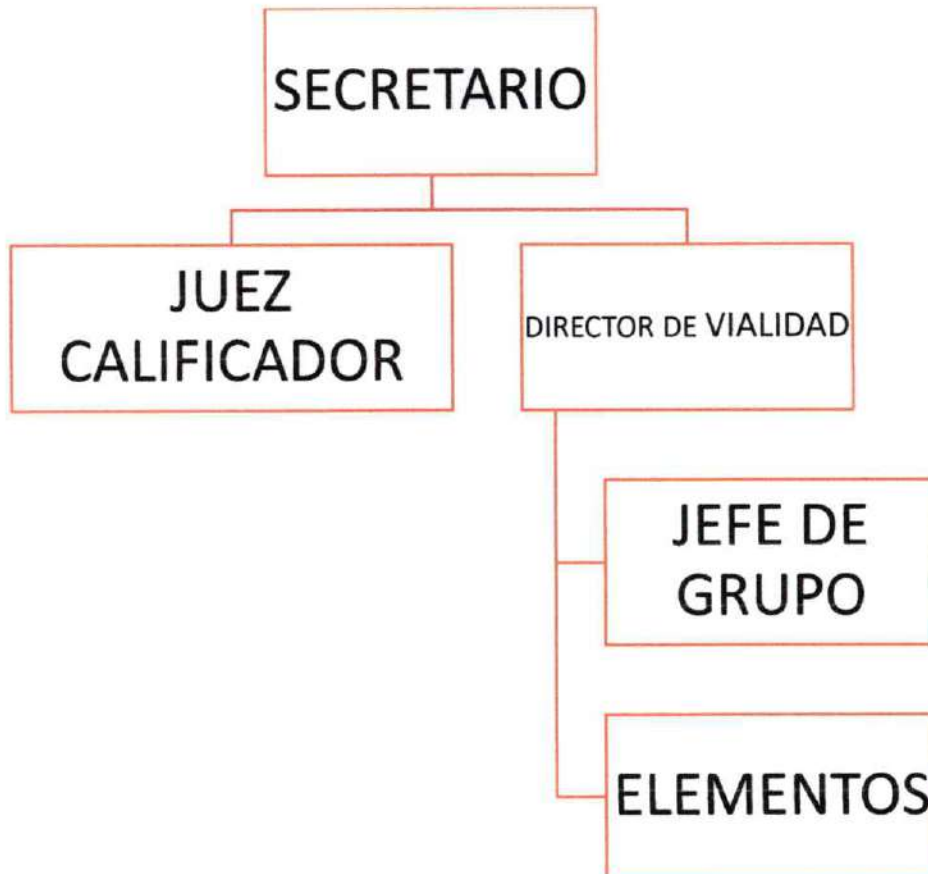 SECRETARIO
JUEZ
CALIFICADOR
DIRECTOR DE VIALIDAD
JEFE DE
GRUPO
ELEMENTOS